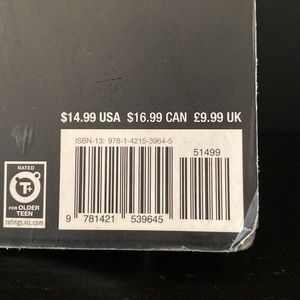 $14.99 USA $16.99 CAN £9.99 UK
ISBN-13: 978-1-4215-3964-5
51499
9 781421 539645
RATED
T+
FOR OLDER
TEEN
ratings.viz.com